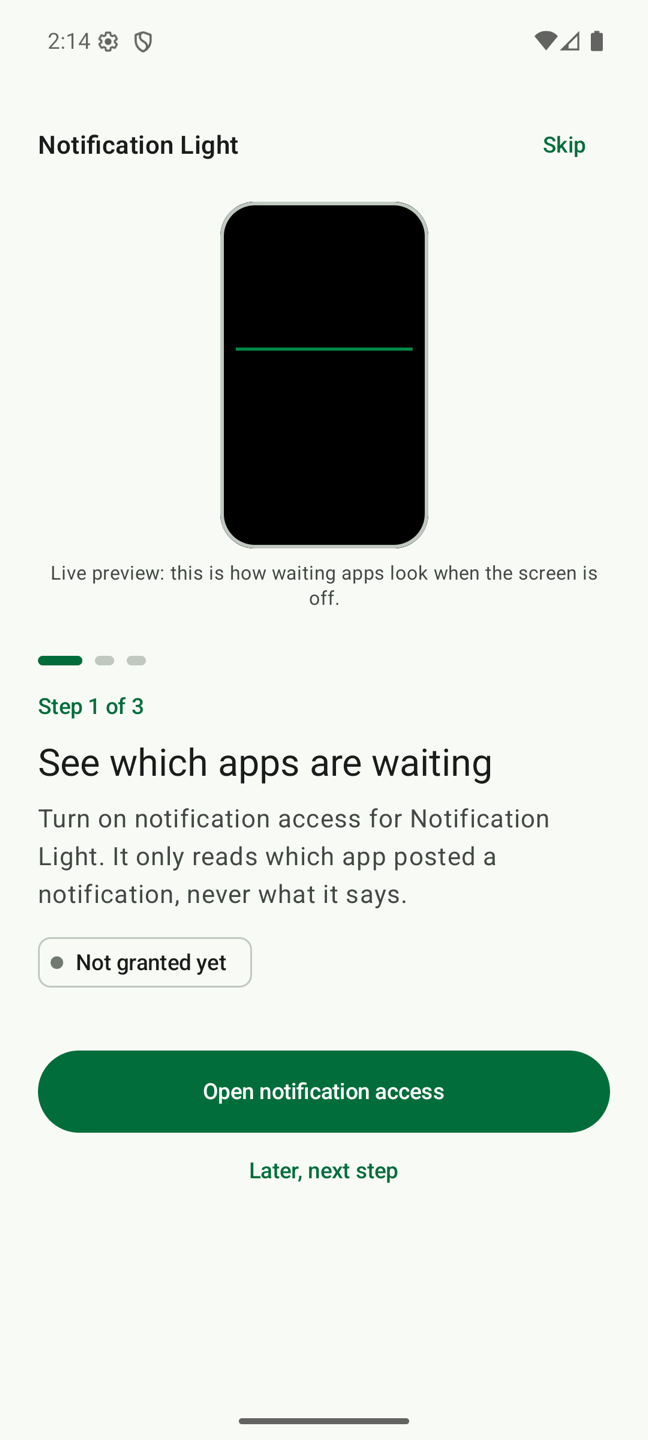 2:14
Notification Light
Skip
Live preview: this is how waiting apps look when the screen is
off.
Step 1 of 3
See which apps are waiting
Turn on notification access for Notification
Light. It only reads which app posted a
notification, never what it says.
Not granted yet
Open notification access
Later, next step